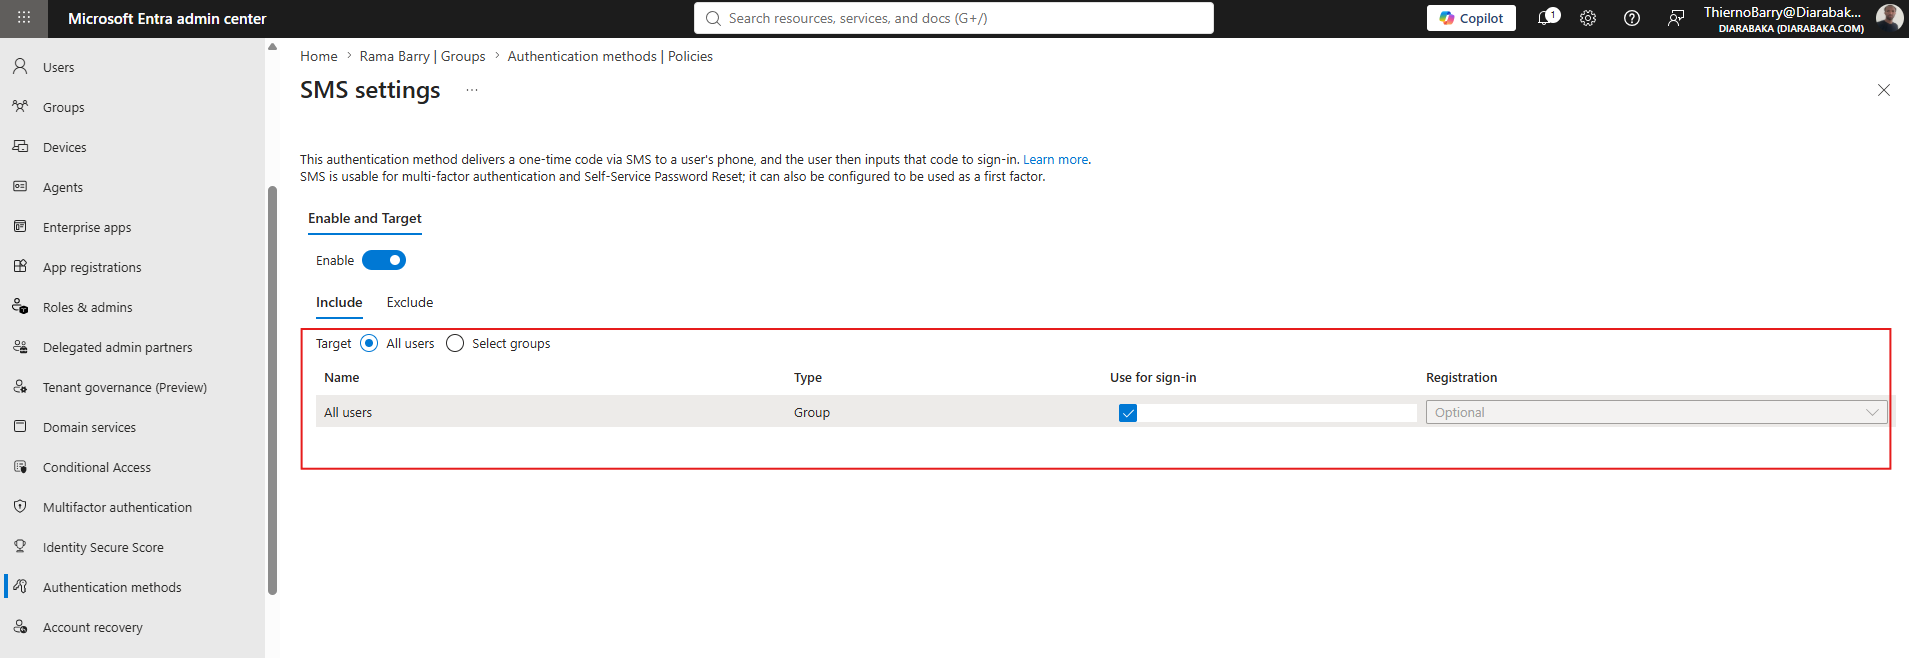 Microsoft Entra admin center
Search resources, services, and docs (G+/)
Copilot
1
ThiernoBarry@Diarabak...
DIARABAKA (DIARABAKA.COM)
Users
Groups
Devices
Agents
Enterprise apps
App registrations
Roles & admins
Delegated admin partners
Tenant governance (Preview)
Domain services
Conditional Access
Multifactor authentication
Identity Secure Score
Authentication methods
Account recovery
Home > Rama Barry | Groups > Authentication methods | Policies
SMS settings ...
This authentication method delivers a one-time code via SMS to a user's phone, and the user then inputs that code to sign-in. Learn more.
SMS is usable for multi-factor authentication and Self-Service Password Reset; it can also be configured to be used as a first factor.
Enable and Target
Enable
Include Exclude
Target All users Select groups
Name Type Use for sign-in Registration
All users Group Optional